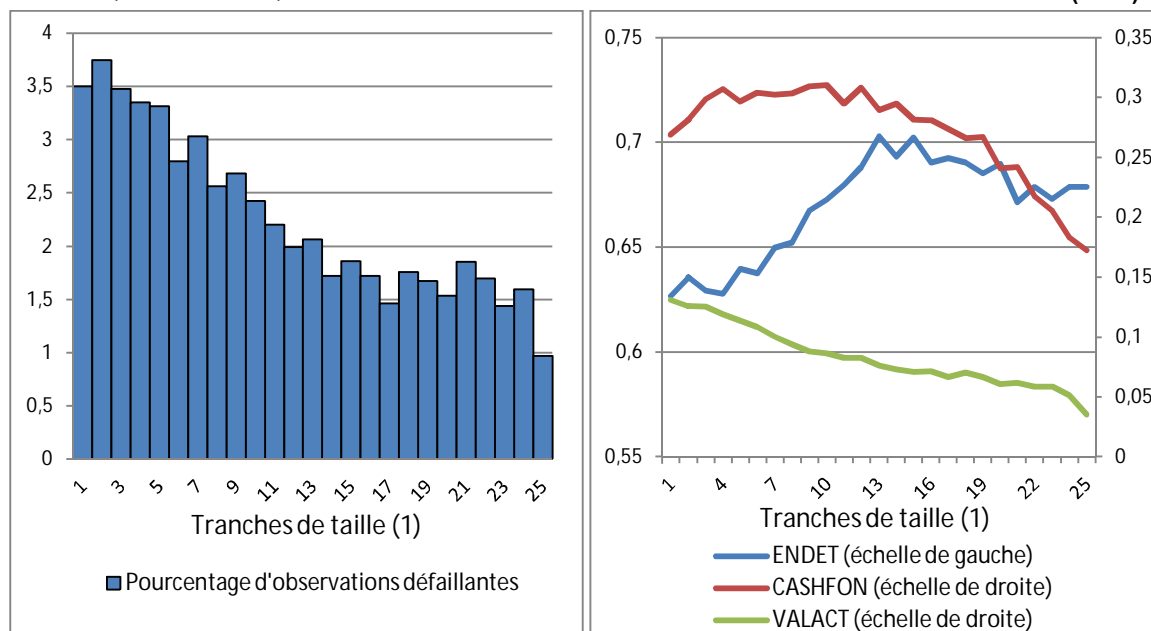 4
3,5
3
2,5
2
1,5
1
0,5
0
1 3 5 7 9 11 13 15 17 19 21 23 25
Tranches de taille (1)
Pourcentage d'observations défaillantes
0,75
0,7
0,65
0,6
0,55
0,35
0,3
0,25
0,2
0,15
0,1
0,05
0
1 4 7 10 13 16 19 22 25
Tranches de taille (1)
ENDET (échelle de gauche)
CASHFON (échelle de droite)
VALACT (échelle de droite)